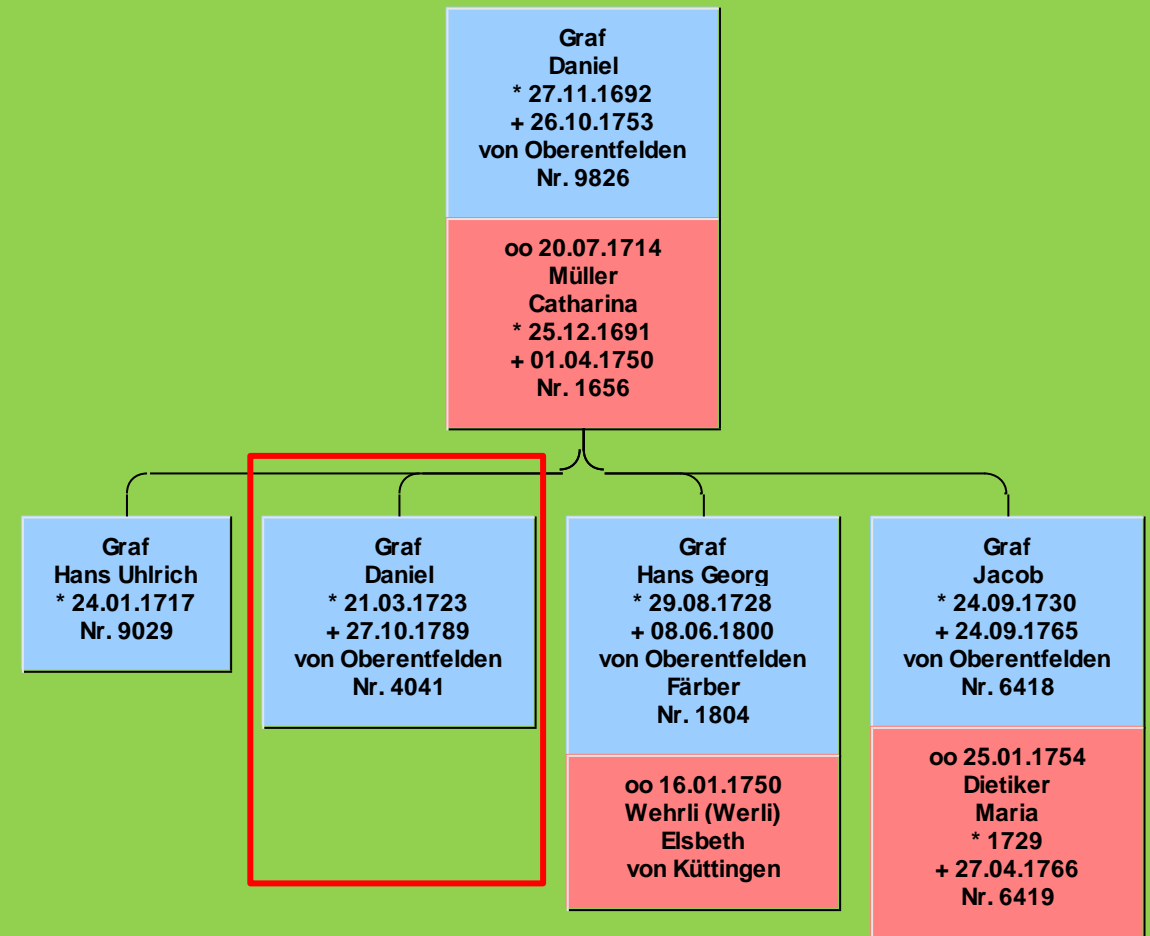 Graf
Daniel
* 27.11.1692
+ 26.10.1753
von Oberentfelden
Nr. 9826
oo 20.07.1714
Müller
Catharina
* 25.12.1691
+ 01.04.1750
Nr. 1656
Graf
Hans Uhlrich
* 24.01.1717
Nr. 9029
Graf
Daniel
* 21.03.1723
+ 27.10.1789
von Oberentfelden
Nr. 4041
Graf
Hans Georg
* 29.08.1728
+ 08.06.1800
von Oberentfelden
Färber
Nr. 1804
oo 16.01.1750
Wehrli (Werli)
Elsbeth
von Küttingen
Graf
Jacob
* 24.09.1730
+ 24.09.1765
von Oberentfelden
Nr. 6418
oo 25.01.1754
Dietiker
Maria
* 1729
+ 27.04.1766
Nr. 6419